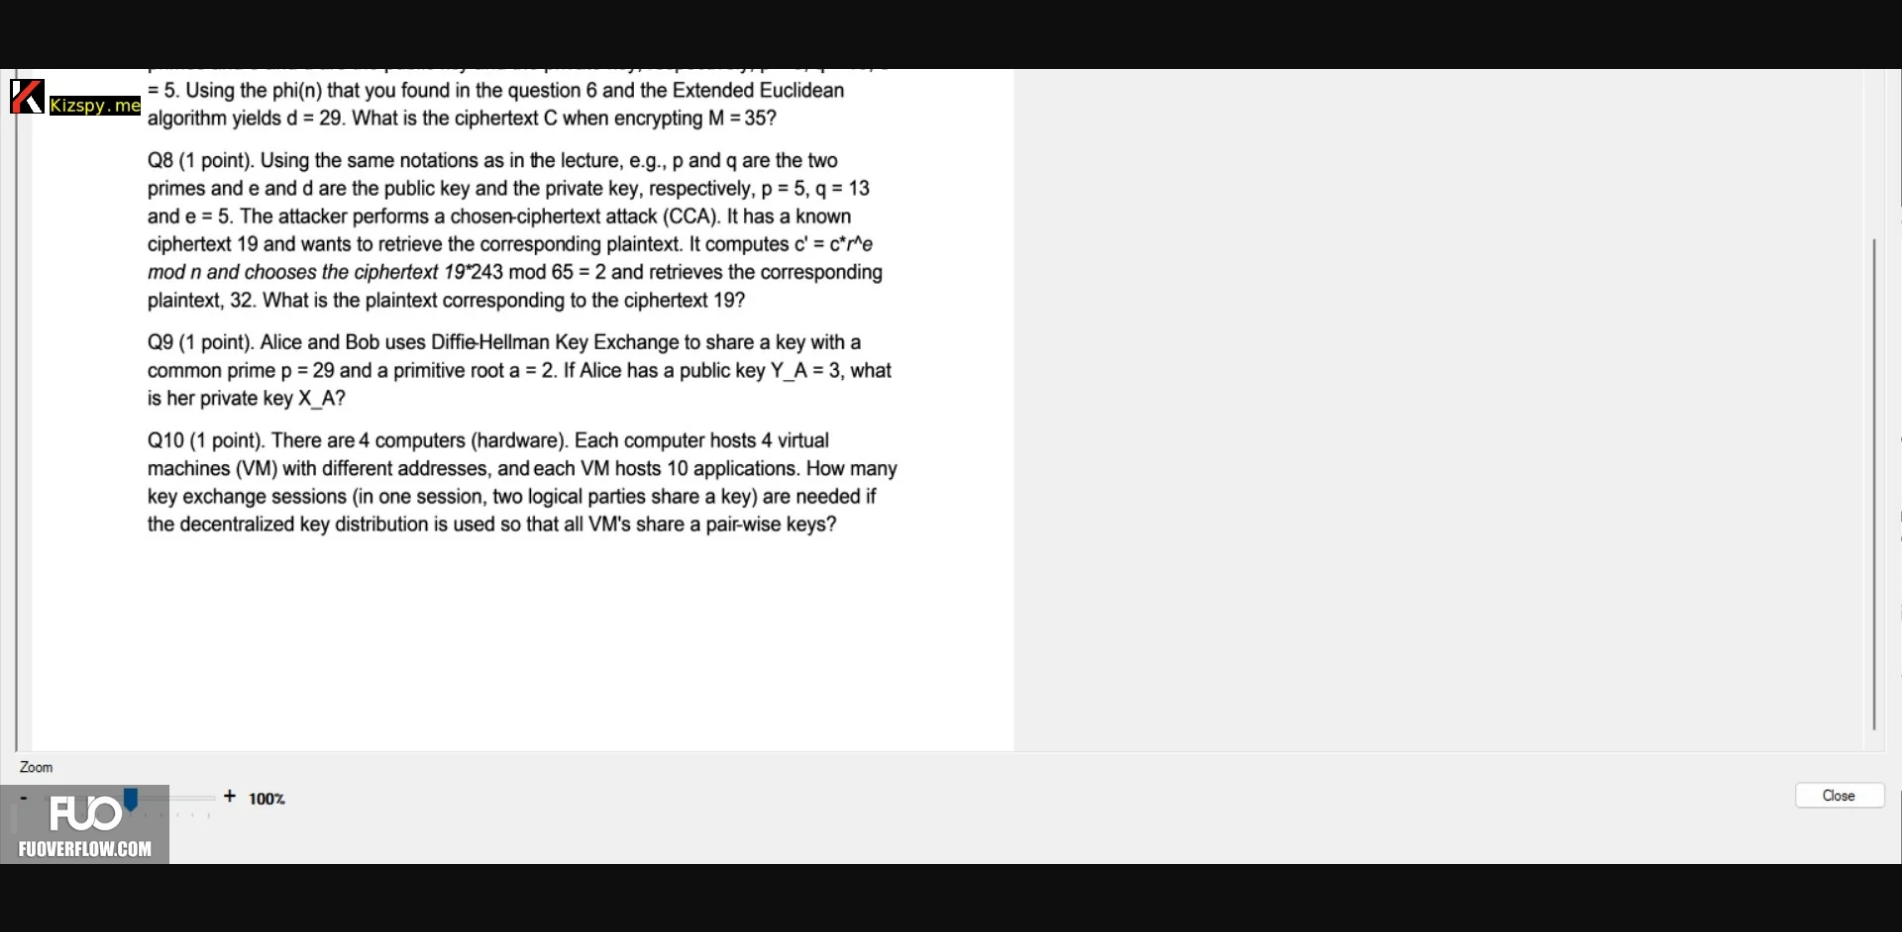 Kizspy.me
= 5. Using the phi(n) that you found in the question 6 and the Extended Euclidean
algorithm yields d = 29. What is the ciphertext C when encrypting M = 35?
Q8 (1 point). Using the same notations as in the lecture, e.g., p and q are the two
primes and e and d are the public key and the private key, respectively, p = 5, q = 13
and e = 5. The attacker performs a chosen-ciphertext attack (CCA). It has a known
ciphertext 19 and wants to retrieve the corresponding plaintext. It computes c' = c*r^e
mod n and chooses the ciphertext 19*243 mod 65 = 2 and retrieves the corresponding
plaintext, 32. What is the plaintext corresponding to the ciphertext 19?
Q9 (1 point). Alice and Bob uses Diffie-Hellman Key Exchange to share a key with a
common prime p = 29 and a primitive root a = 2. If Alice has a public key Y_A = 3, what
is her private key X_A?
Q10 (1 point). There are 4 computers (hardware). Each computer hosts 4 virtual
machines (VM) with different addresses, and each VM hosts 10 applications. How many
key exchange sessions (in one session, two logical parties share a key) are needed if
the decentralized key distribution is used so that all VM's share a pair-wise keys?
Zoom
- + 100%
Close
FUO
FUOVERFLOW.COM